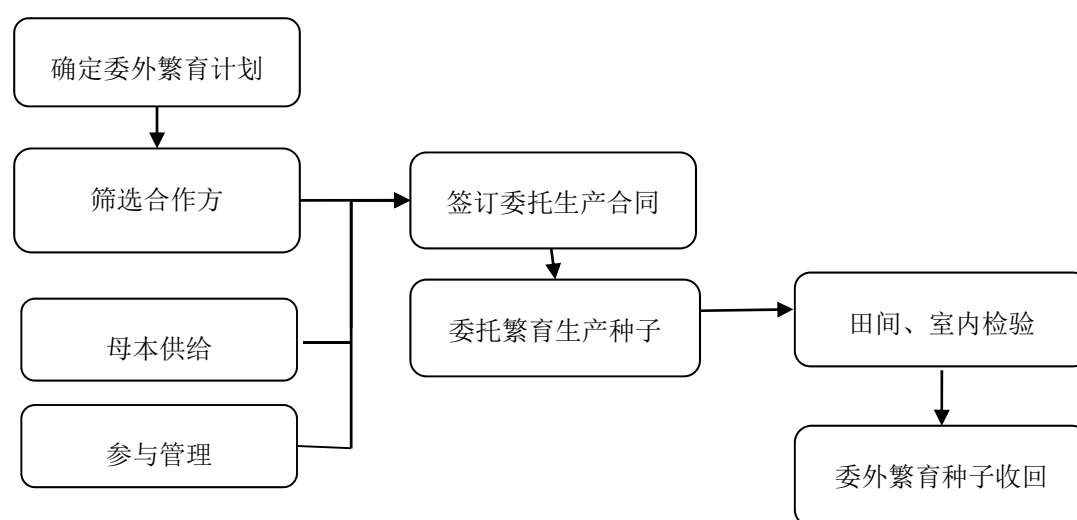 确定委外繁育计划
筛选合作方
母本供给
参与管理
签订委托生产合同
委托繁育生产种子
田间、室内检验
委外繁育种子收回